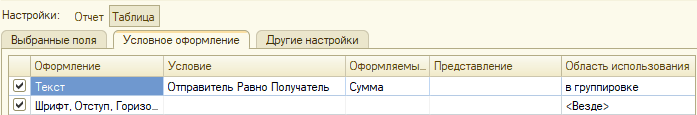 Настройки: Отчет Таблица
Выбранные поля Условное оформление Другие настройки
Оформление Условие Оформляемы... Представление Область использования
Текст Отправитель Равно Получатель Сумма в группировке
Шрифт, Отступ, Горизо... <Везде>